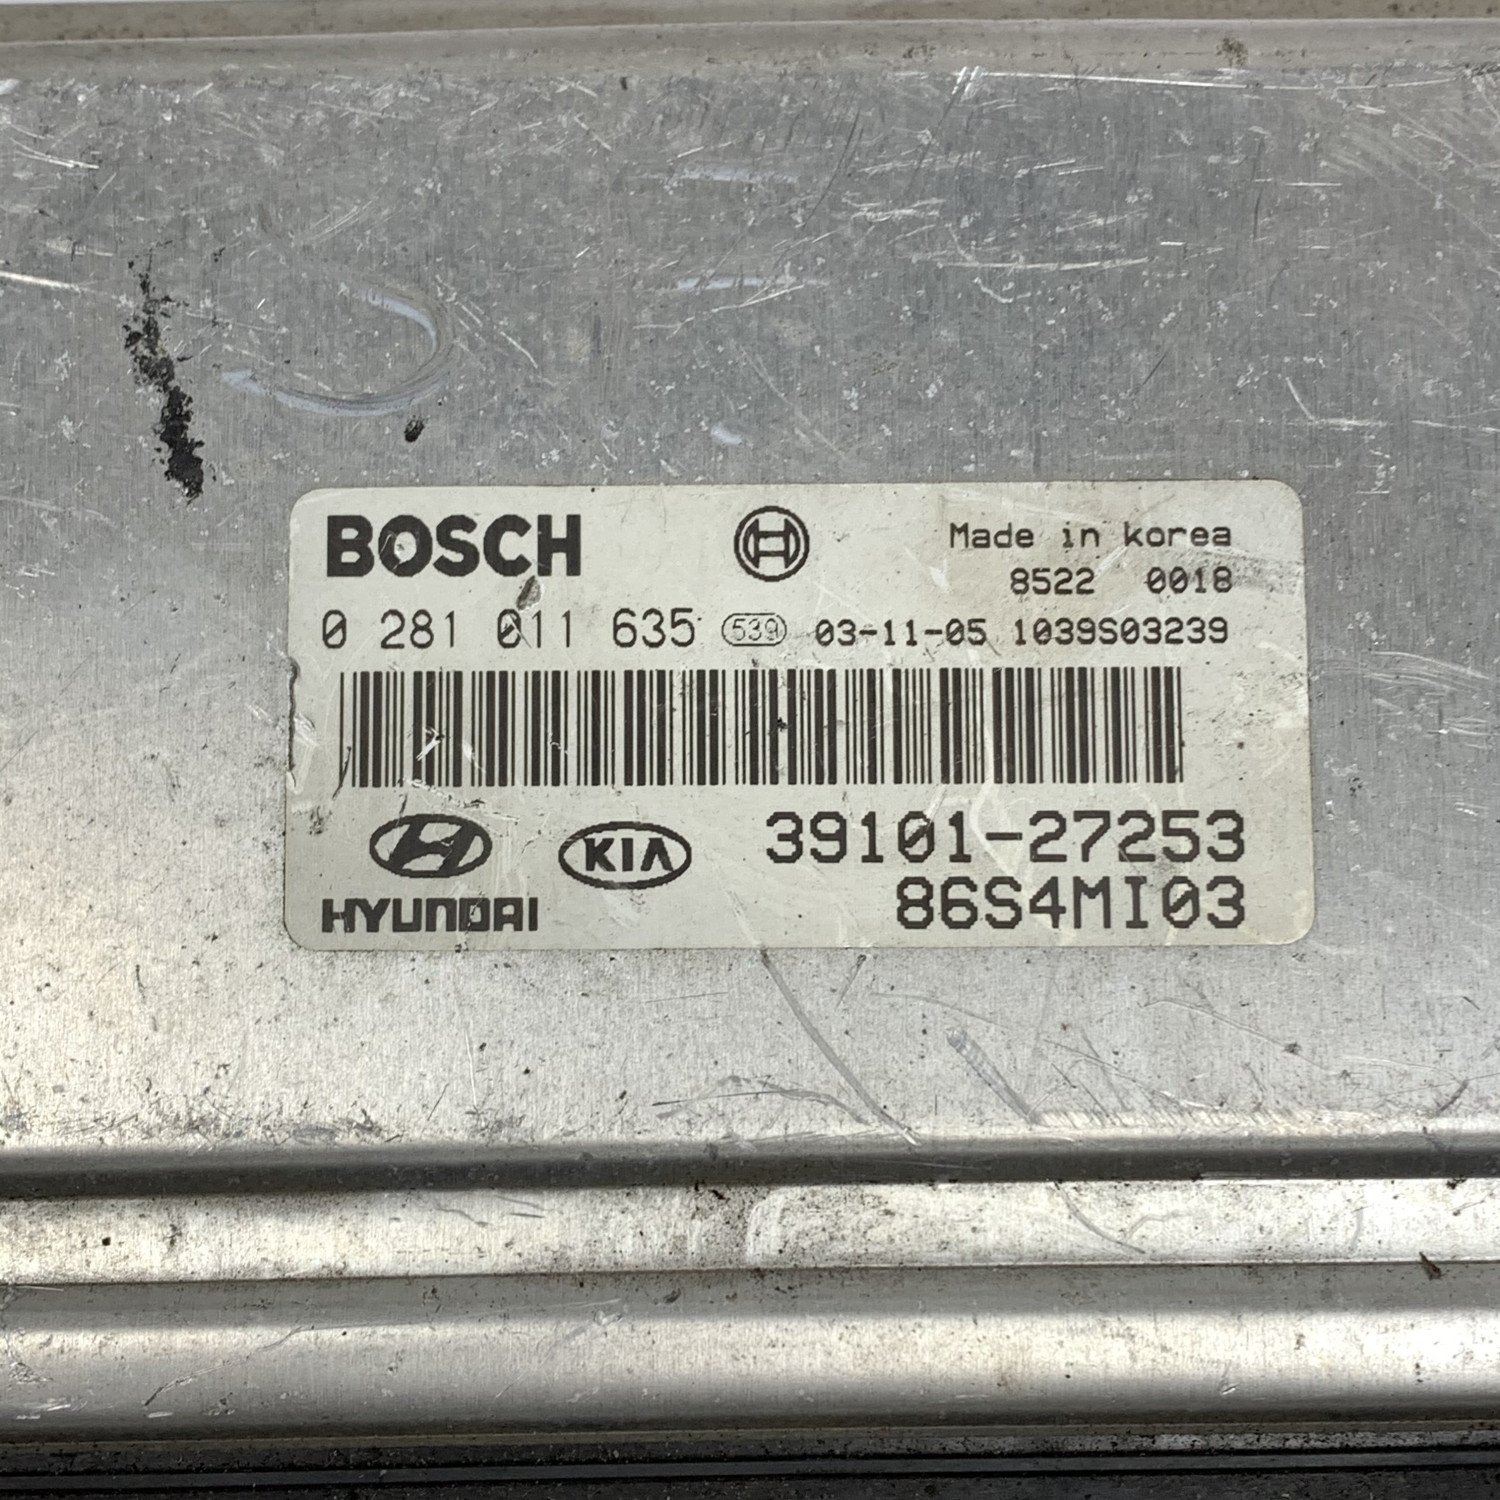 BOSCH
Made in korea
8522 0018
0 281 011 635 539 03-11-05 1039S03239
39101-27253
KIA
86S4MI03
HYUNDAI